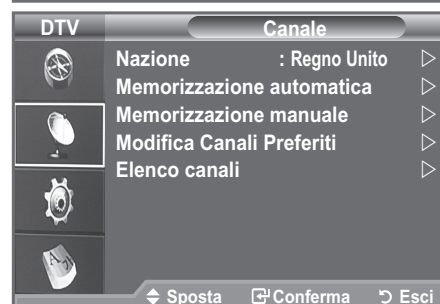 DTV
Canale
Nazione : Regno Unito
Memorizzazione automatica
Memorizzazione manuale
Modifica Canali Preferiti
Elenco canali
Sposta Conferma Esci